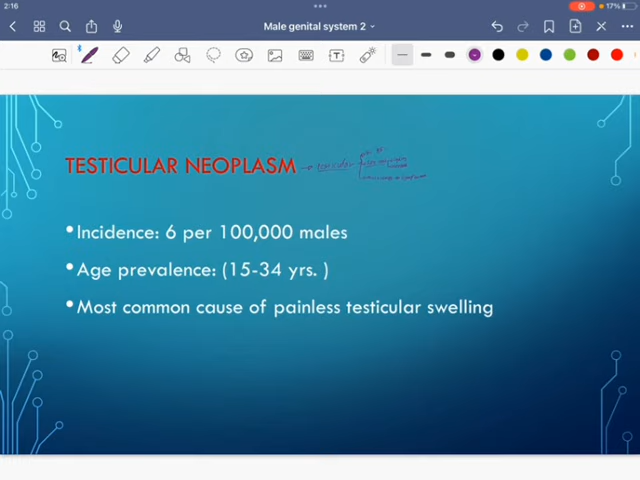 2:16
17%
Male genital system 2
TESTICULAR NEOPLASM
•Incidence: 6 per 100,000 males
•Age prevalence: (15-34 yrs. )
•Most common cause of painless testicular swelling